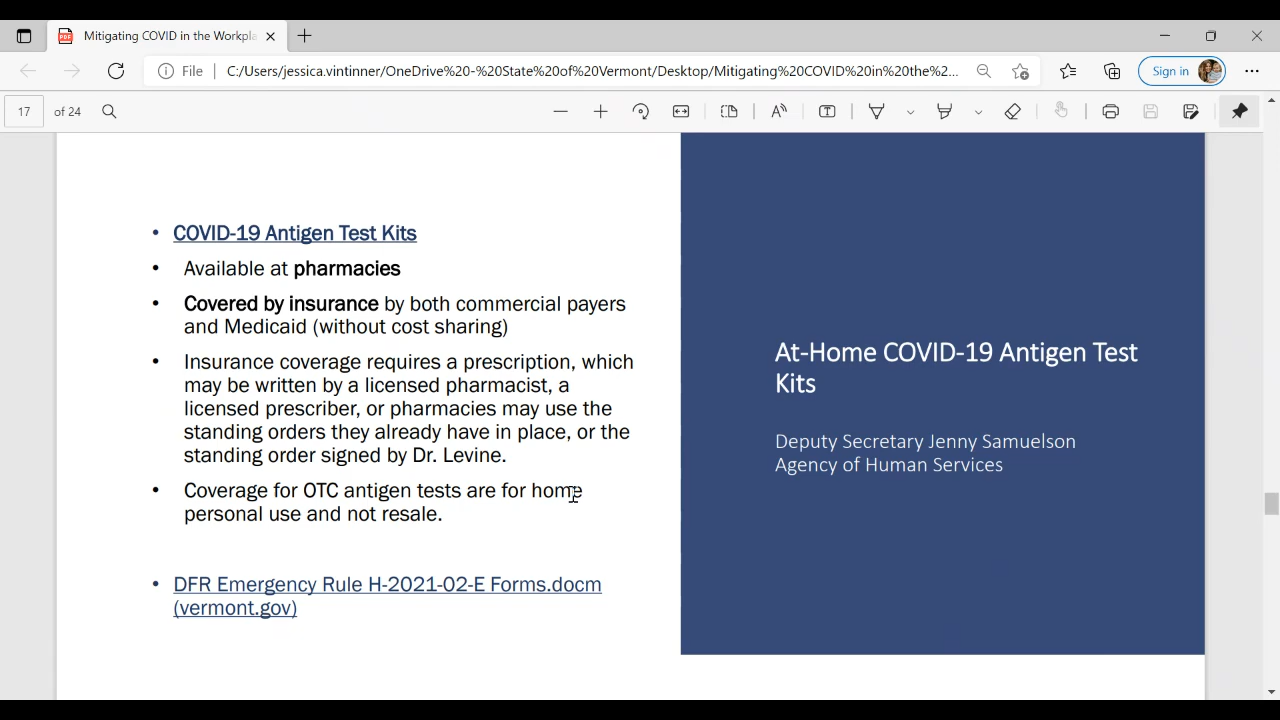 Mitigating COVID in the Workpla
File
C:/Users/jessica.vintinner/OneDrive%20-%20State%20of%20Vermont/Desktop/Mitigating%20COVID%20in%20the%2...
Sign in
17 of 24
• COVID-19 Antigen Test Kits
• Available at pharmacies
• Covered by insurance by both commercial payers
and Medicaid (without cost sharing)
• Insurance coverage requires a prescription, which
may be written by a licensed pharmacist, a
licensed prescriber, or pharmacies may use the
standing orders they already have in place, or the
standing order signed by Dr. Levine.
• Coverage for OTC antigen tests are for home
personal use and not resale.
• DFR Emergency Rule H-2021-02-E Forms.docm
(vermont.gov)
At-Home COVID-19 Antigen Test
Kits
Deputy Secretary Jenny Samuelson
Agency of Human Services